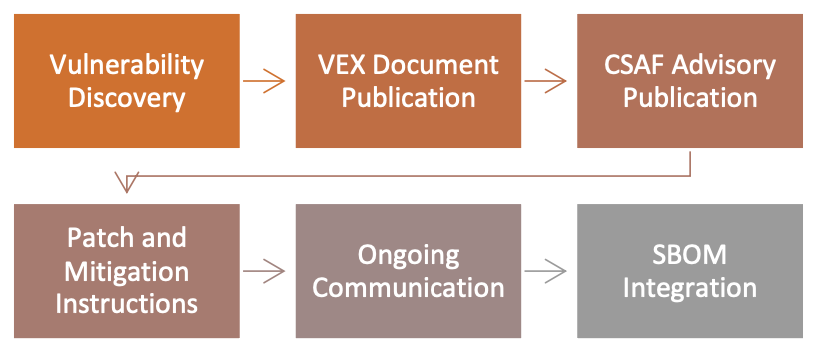 Vulnerability
Discovery
VEX Document
Publication
CSAF Advisory
Publication
Patch and
Mitigation
Instructions
Ongoing
Communication
SBOM
Integration